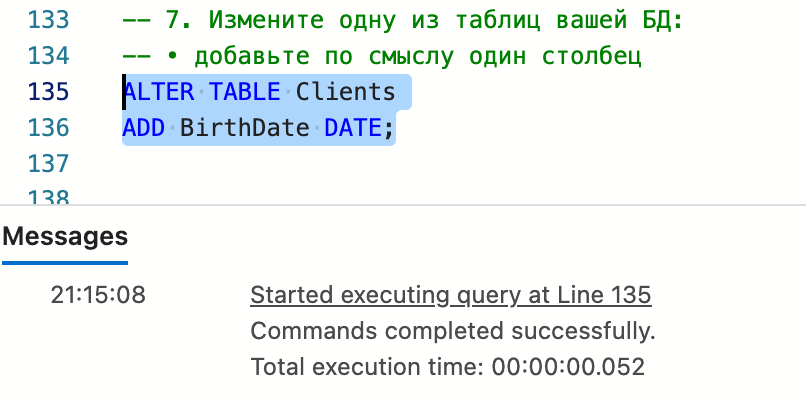 133 -- 7. Измените одну из таблиц вашей БД:
134 -- • добавьте по смыслу один столбец
135 ALTER TABLE Clients
136 ADD BirthDate DATE;
137
138
Messages
21:15:08 Started executing query at Line 135
Commands completed successfully.
Total execution time: 00:00:00.052